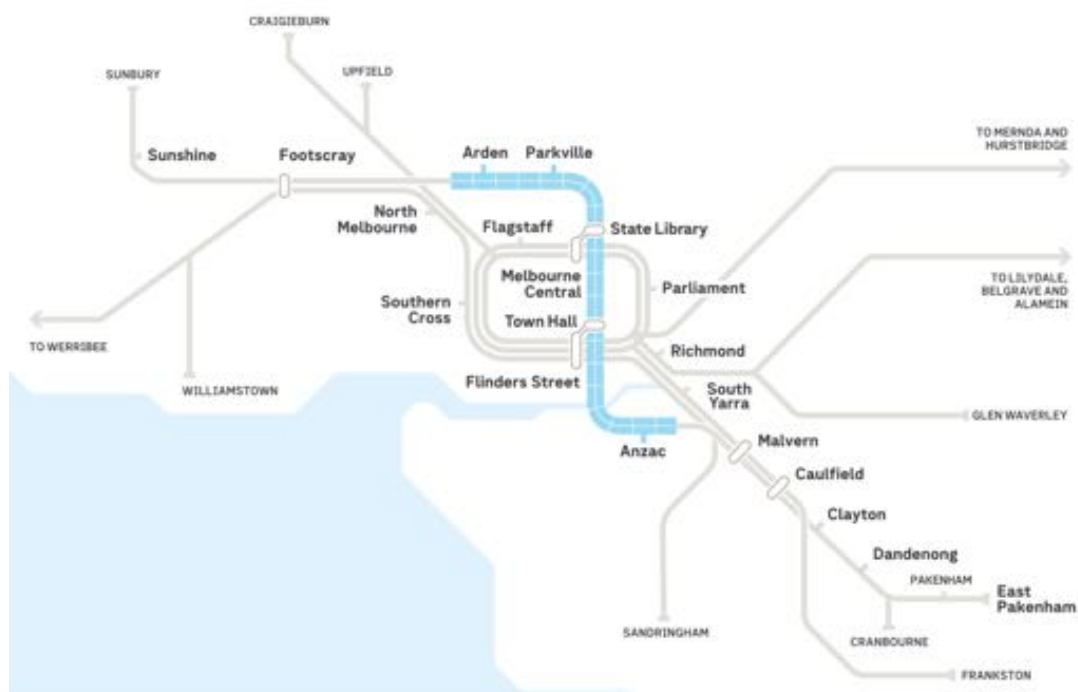 CRAIGIEBURN
SUNBURY
UPFIELD
Sunshine
Footscray
Arden
Parkville
TO MERNDA AND
HURSTBRIDGE
North
Melbourne
Flagstaff
State Library
Melbourne
Central
Parliament
TO LILYDALE,
BELGRAVE AND
ALAMEIN
Southern
Cross
Town Hall
TO WERRIBEE
Richmond
WILLIAMSTOWN
Flinders Street
South
Yarra
GLEN WAVERLEY
Anzac
Malvern
Caulfield
Clayton
Dandenong
PAKENHAM
East
Pakenham
SANDRINGHAM
CRANBOURNE
FRANKSTON